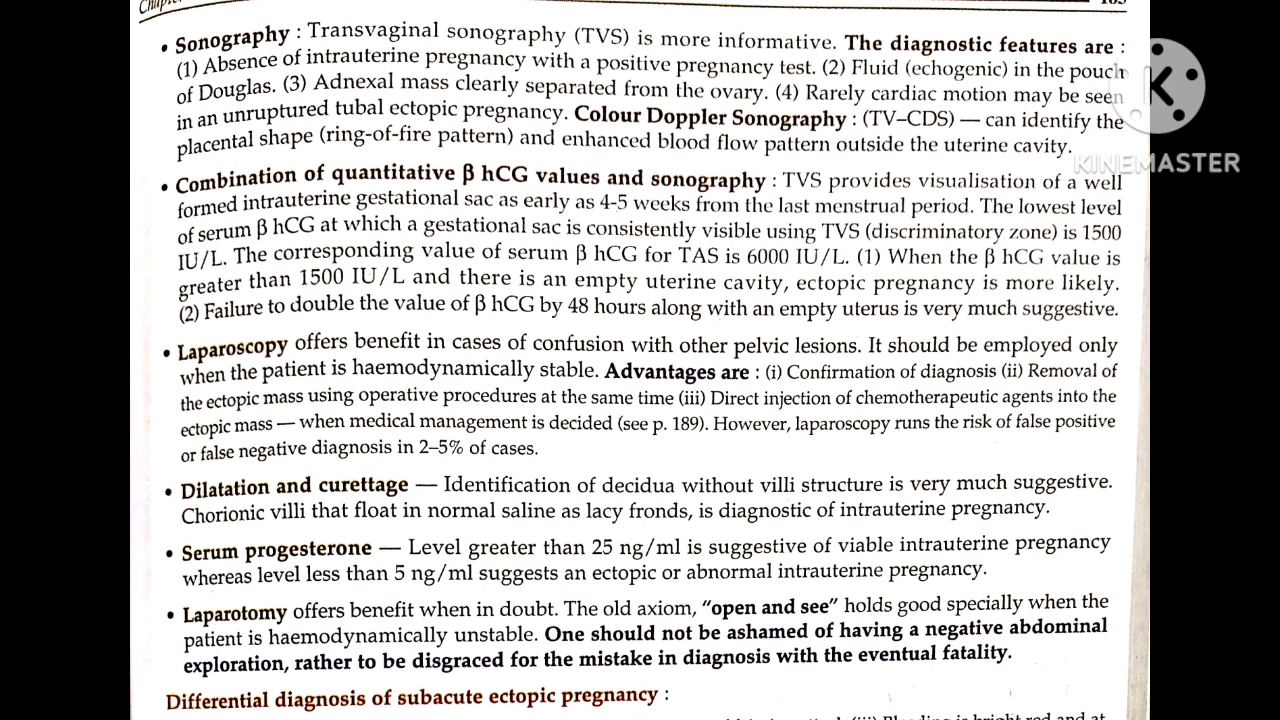 Chapter
185
• Sonography : Transvaginal sonography (TVS) is more informative. The diagnostic features are :
(1) Absence of intrauterine pregnancy with a positive pregnancy test. (2) Fluid (echogenic) in the pouch
of Douglas. (3) Adnexal mass clearly separated from the ovary. (4) Rarely cardiac motion may be seen
in an unruptured tubal ectopic pregnancy. Colour Doppler Sonography : (TV–CDS) — can identify the
placental shape (ring-of-fire pattern) and enhanced blood flow pattern outside the uterine cavity.
KINEMASTER
• Combination of quantitative β hCG values and sonography : TVS provides visualisation of a well
formed intrauterine gestational sac as early as 4-5 weeks from the last menstrual period. The lowest level
of serum β hCG at which a gestational sac is consistently visible using TVS (discriminatory zone) is 1500
IU/L. The corresponding value of serum β hCG for TAS is 6000 IU/L. (1) When the β hCG value is
greater than 1500 IU/L and there is an empty uterine cavity, ectopic pregnancy is more likely.
(2) Failure to double the value of β hCG by 48 hours along with an empty uterus is very much suggestive.
• Laparoscopy offers benefit in cases of confusion with other pelvic lesions. It should be employed only
when the patient is haemodynamically stable. Advantages are : (i) Confirmation of diagnosis (ii) Removal of
the ectopic mass using operative procedures at the same time (iii) Direct injection of chemotherapeutic agents into the
ectopic mass — when medical management is decided (see p. 189). However, laparoscopy runs the risk of false positive
or false negative diagnosis in 2–5% of cases.
• Dilatation and curettage — Identification of decidua without villi structure is very much suggestive.
Chorionic villi that float in normal saline as lacy fronds, is diagnostic of intrauterine pregnancy.
• Serum progesterone — Level greater than 25 ng/ml is suggestive of viable intrauterine pregnancy
whereas level less than 5 ng/ml suggests an ectopic or abnormal intrauterine pregnancy.
• Laparotomy offers benefit when in doubt. The old axiom, “open and see” holds good specially when the
patient is haemodynamically unstable. One should not be ashamed of having a negative abdominal
exploration, rather to be disgraced for the mistake in diagnosis with the eventual fatality.
Differential diagnosis of subacute ectopic pregnancy :
(iii) Bleeding is bright red and at